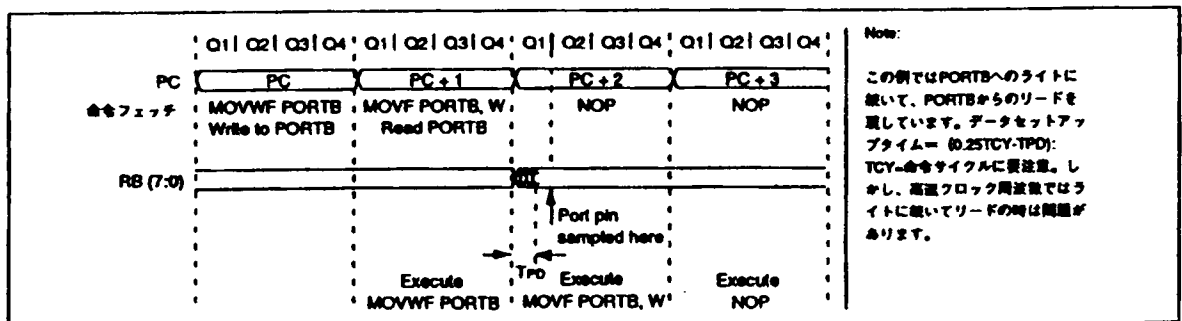 Q1| Q2| Q3| Q4 Q1| Q2| Q3| Q4 Q1| Q2| Q3| Q4 Q1| Q2| Q3| Q4
PC PC PC + 1 PC + 2 PC + 3
命令フェッチ MOVWF PORTB MOVF PORTB, W NOP NOP
Write to PORTB Read PORTB
RB (7:0)
Port pin
sampled here
TPD
Execute Execute Execute
MOVWF PORTB MOVF PORTB, W NOP
Note:
この例ではPORTBへのライトに
続いて、PORTBからのリードを
現しています。データセットアッ
プタイム= (0.25TCY-TPD):
TCY=命令サイクルに要注意。し
かし、高速クロック周波数ではラ
イトに続いてリードの時は問題が
あります。